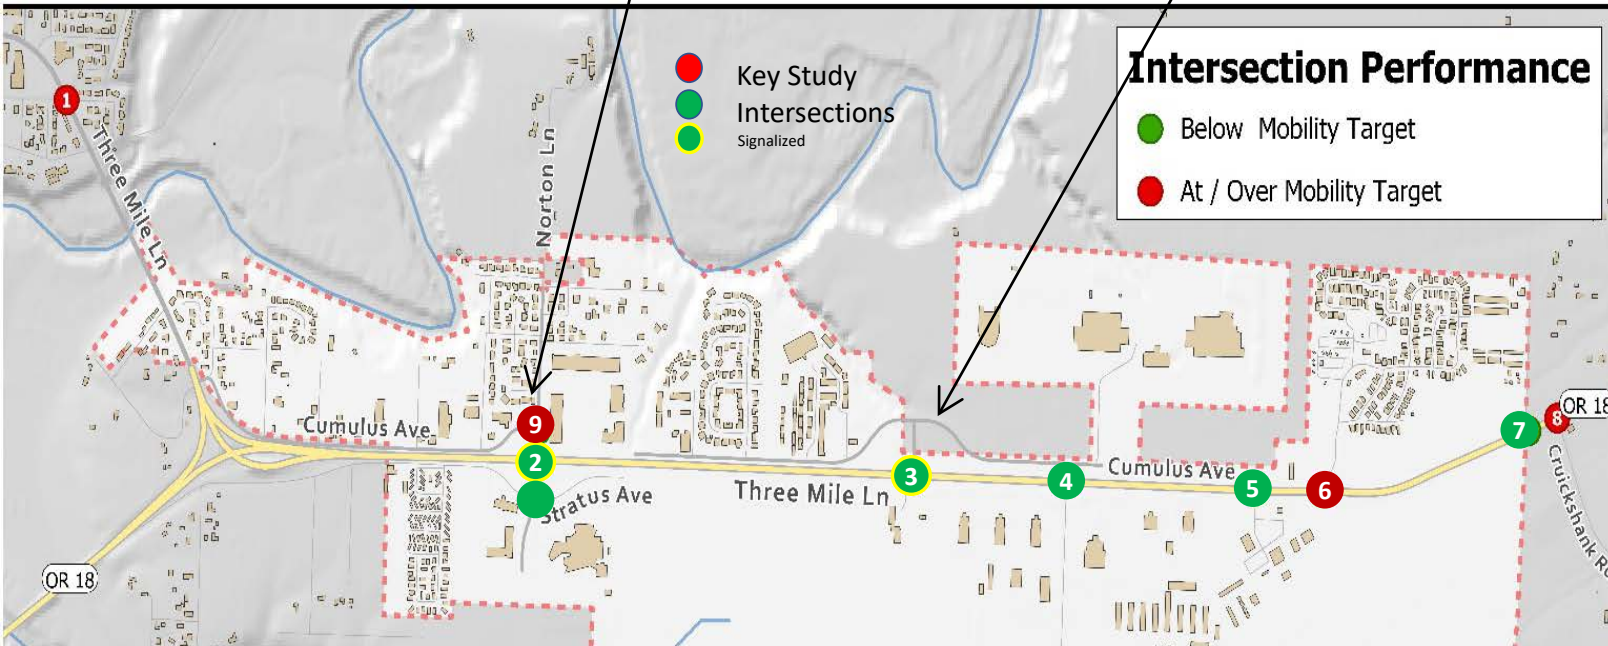 Key Study
Intersections
Signalized
Intersection Performance
Below Mobility Target
At / Over Mobility Target
1
Three Mile Ln
Norton Ln
Cumulus Ave
9
2
Stratus Ave
Three Mile Ln
3
4
Cumulus Ave
5
6
7
8
OR 18
Cruickshank
OR 18